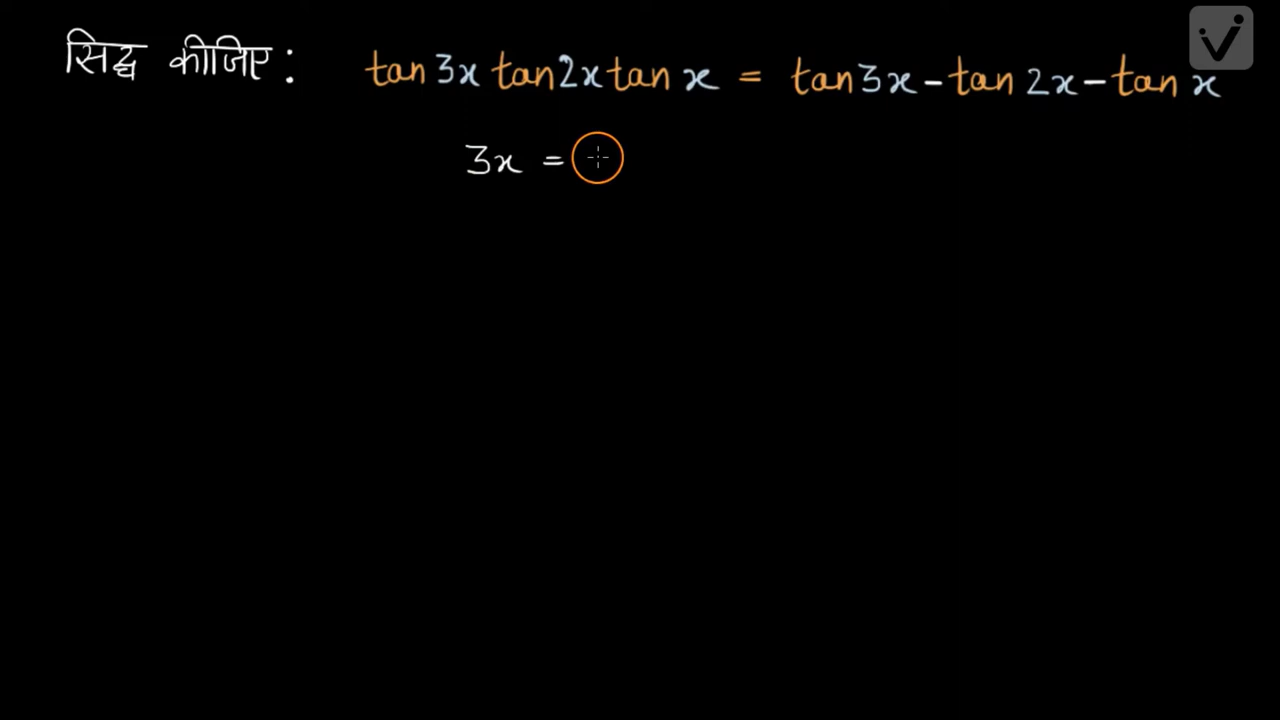 सिद्ध कीजिए: tan 3x tan 2x tan x = tan 3x - tan 2x - tan x
3x =